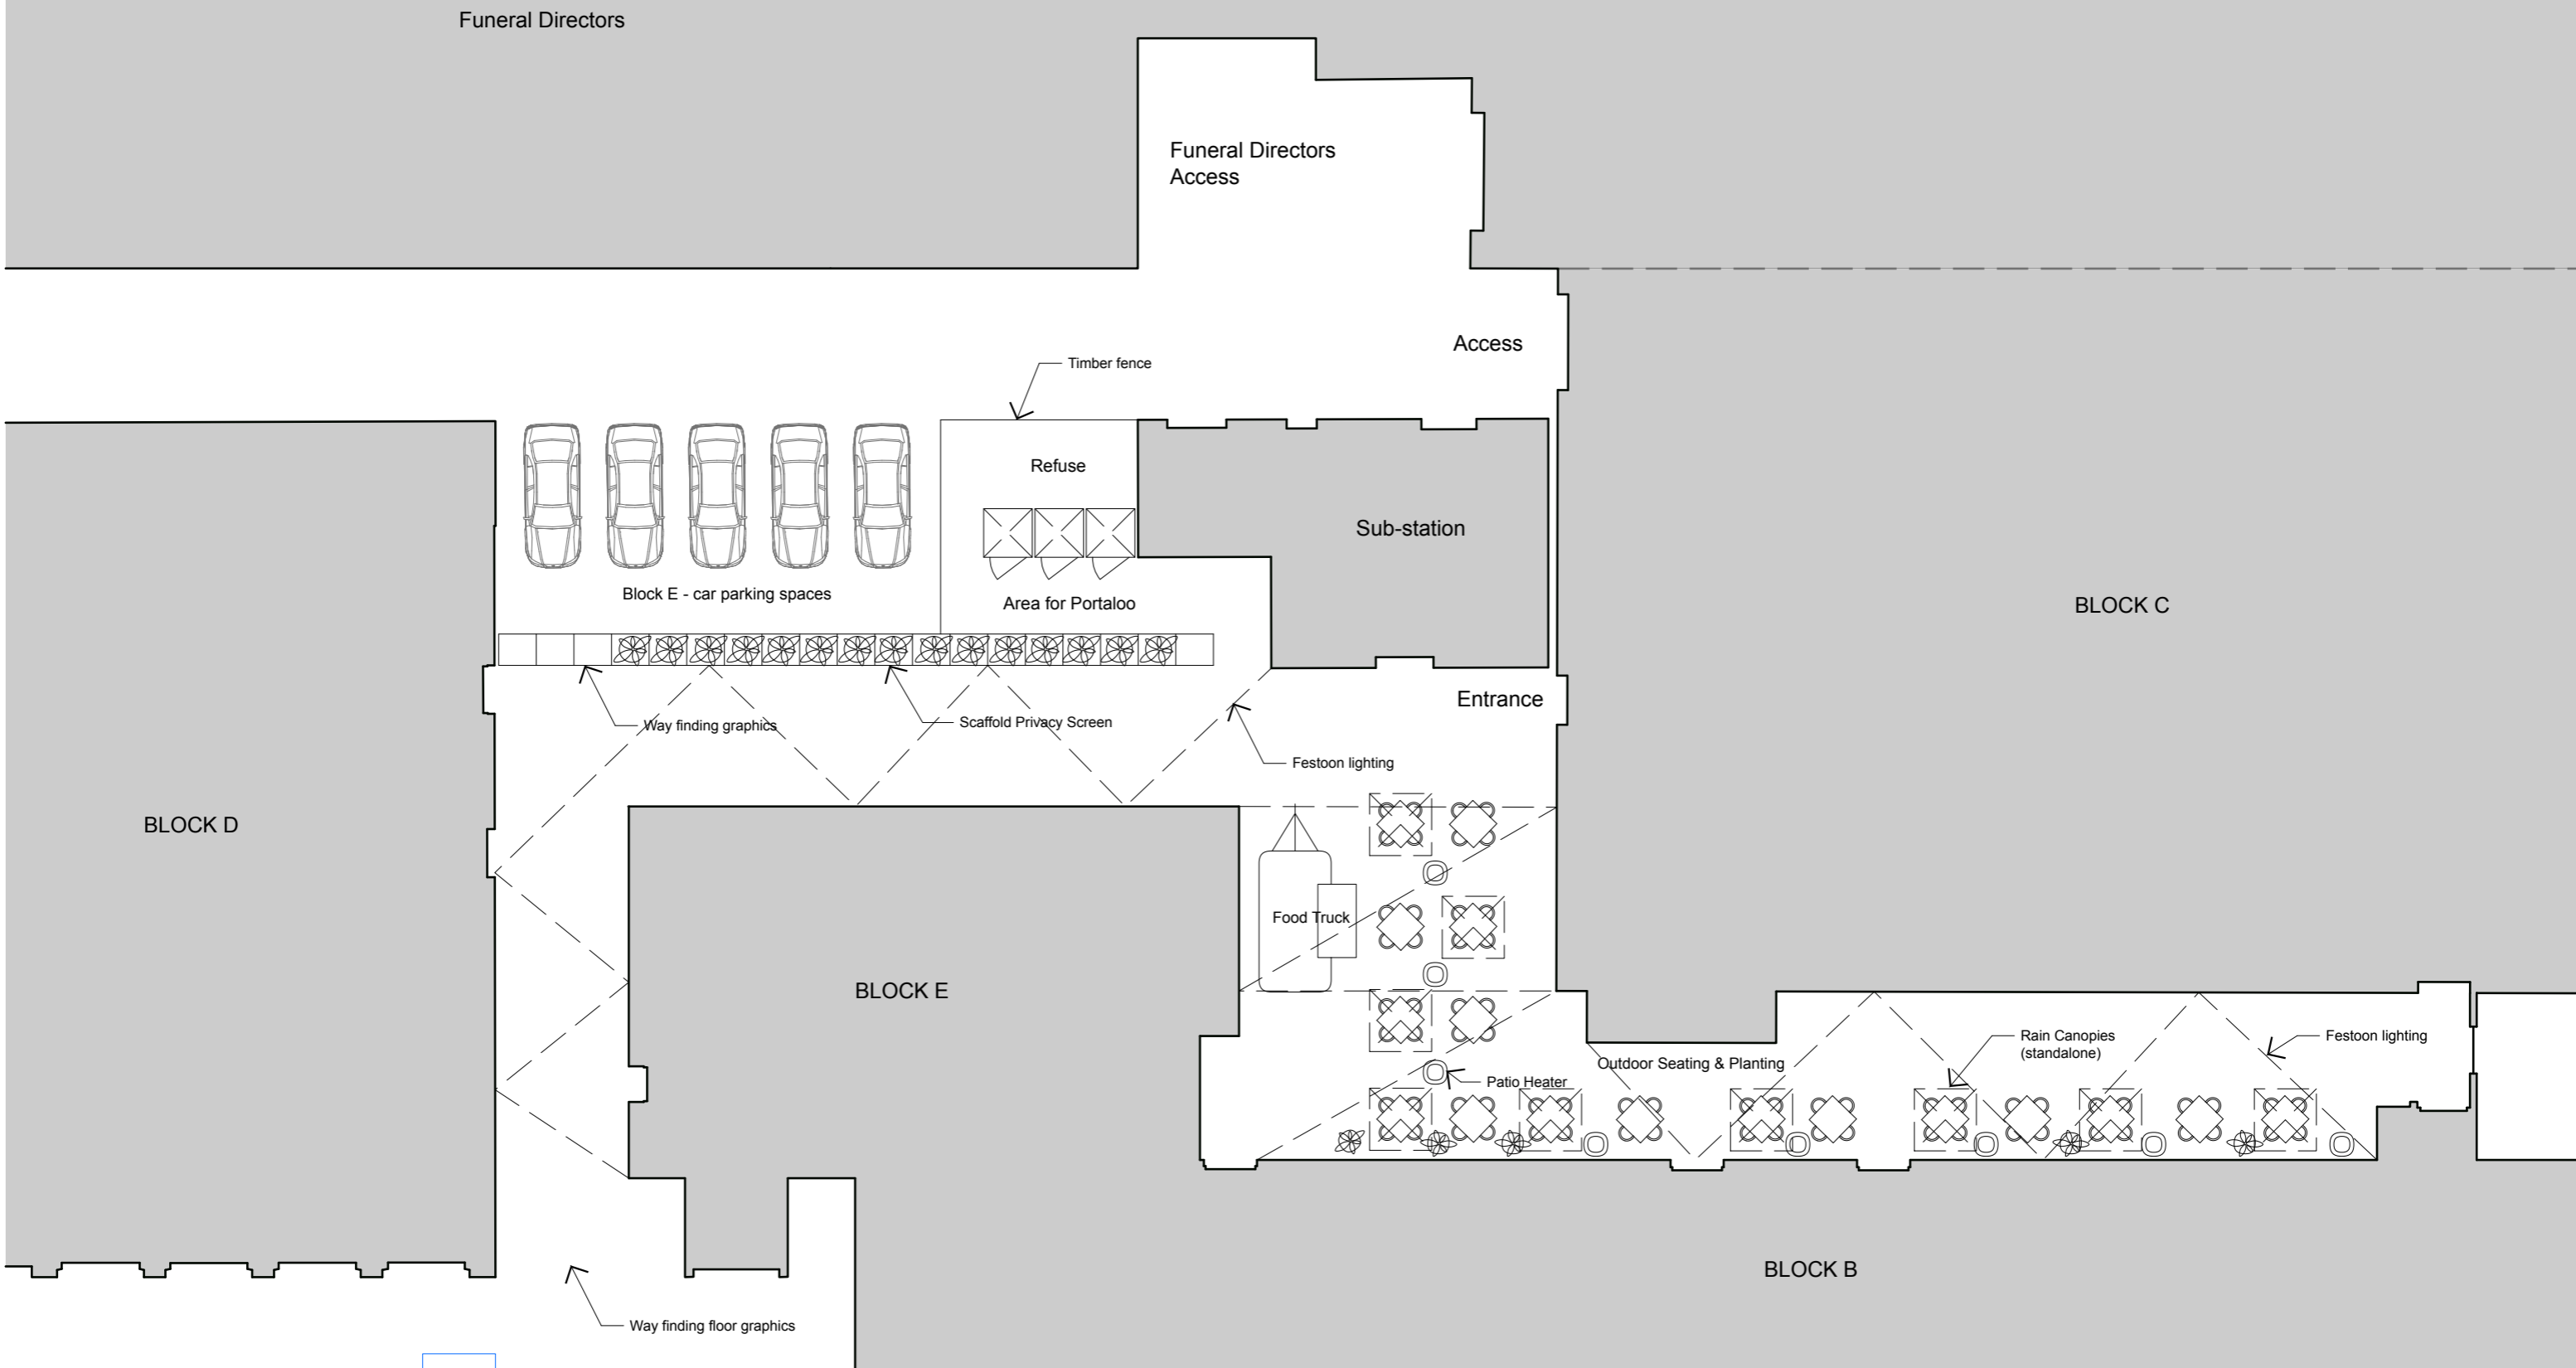 Funeral Directors
Funeral Directors
Access
Access
Timber fence
Refuse
Sub-station
Block E - car parking spaces
Area for Portaloo
BLOCK C
Entrance
Way finding graphics
Scaffold Privacy Screen
Festoon lighting
BLOCK D
Food Truck
BLOCK E
Rain Canopies
(standalone)
Festoon lighting
Outdoor Seating & Planting
Patio Heater
BLOCK B
Way finding floor graphics